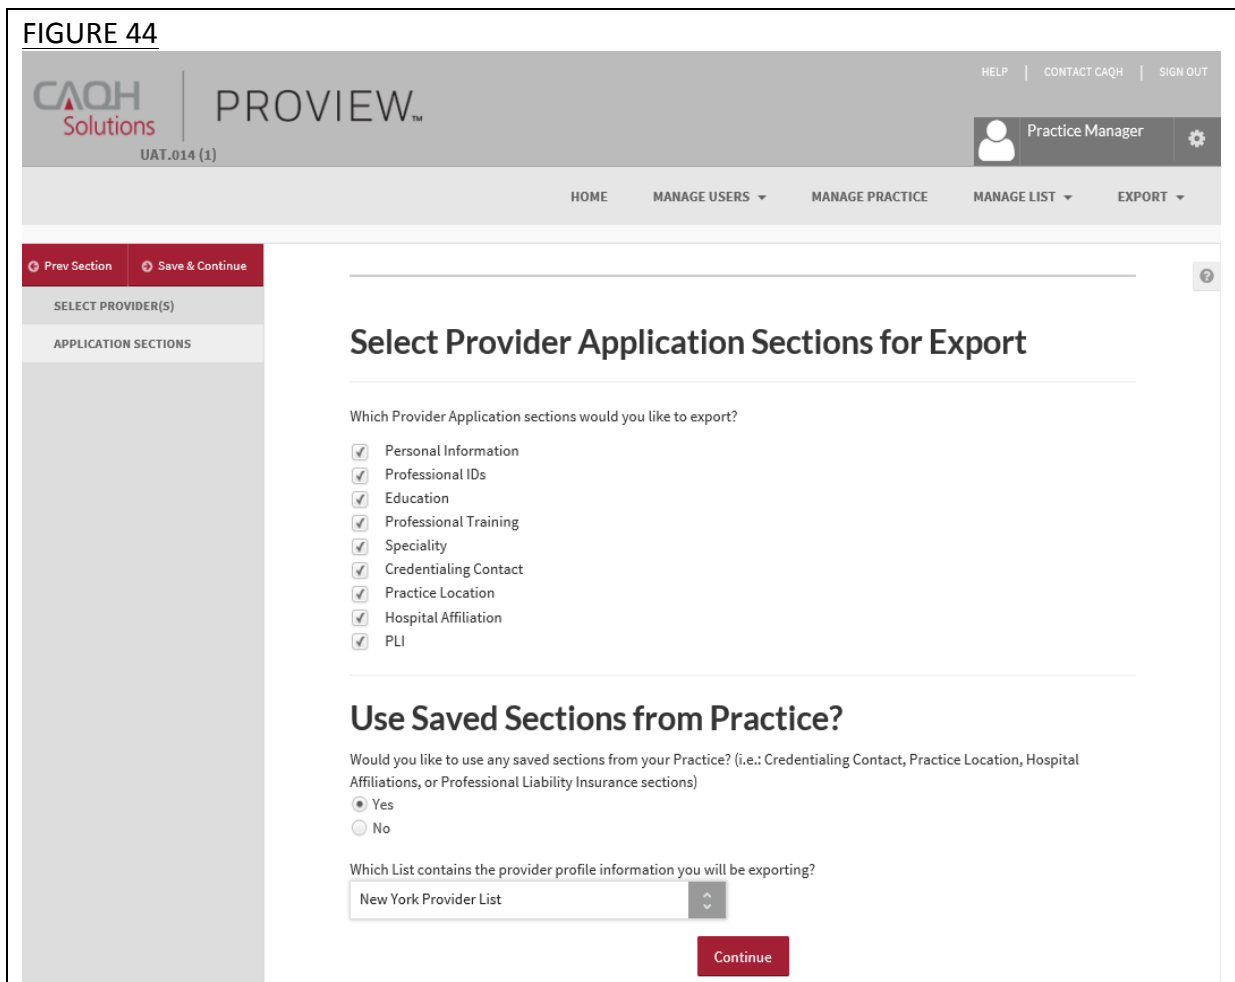 FIGURE 44
HELP | CONTACT CAQH | SIGN OUT
CAQH
Solutions
PROVIEW™
UAT.014 (1)
Practice Manager
HOME MANAGE USERS MANAGE PRACTICE MANAGE LIST EXPORT
Prev Section Save & Continue
SELECT PROVIDER(S)
APPLICATION SECTIONS
?
Select Provider Application Sections for Export
Which Provider Application sections would you like to export?
Personal Information
Professional IDs
Education
Professional Training
Speciality
Credentialing Contact
Practice Location
Hospital Affiliation
PLI
Use Saved Sections from Practice?
Would you like to use any saved sections from your Practice? (i.e.: Credentialing Contact, Practice Location, Hospital
Affiliations, or Professional Liability Insurance sections)
Yes
No
Which List contains the provider profile information you will be exporting?
New York Provider List
Continue